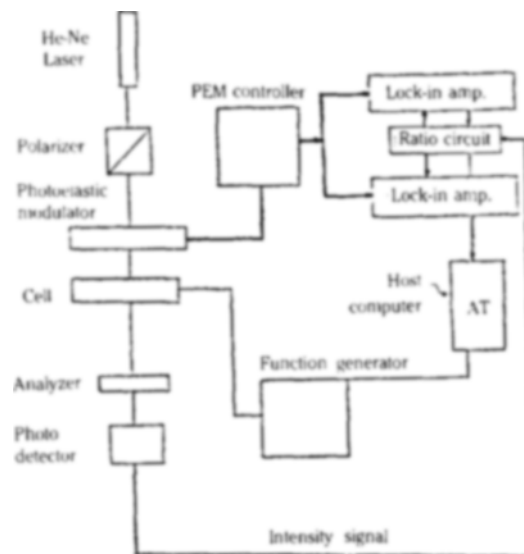 He-Ne
Laser
PEM controller
Lock-in amp.
Polarizer
Ratio circuit
Photoelastic
modulator
Lock-in amp.
Cell
Host
computer
AT
Function generator
Analyzer
Photo
detector
Intensity signal